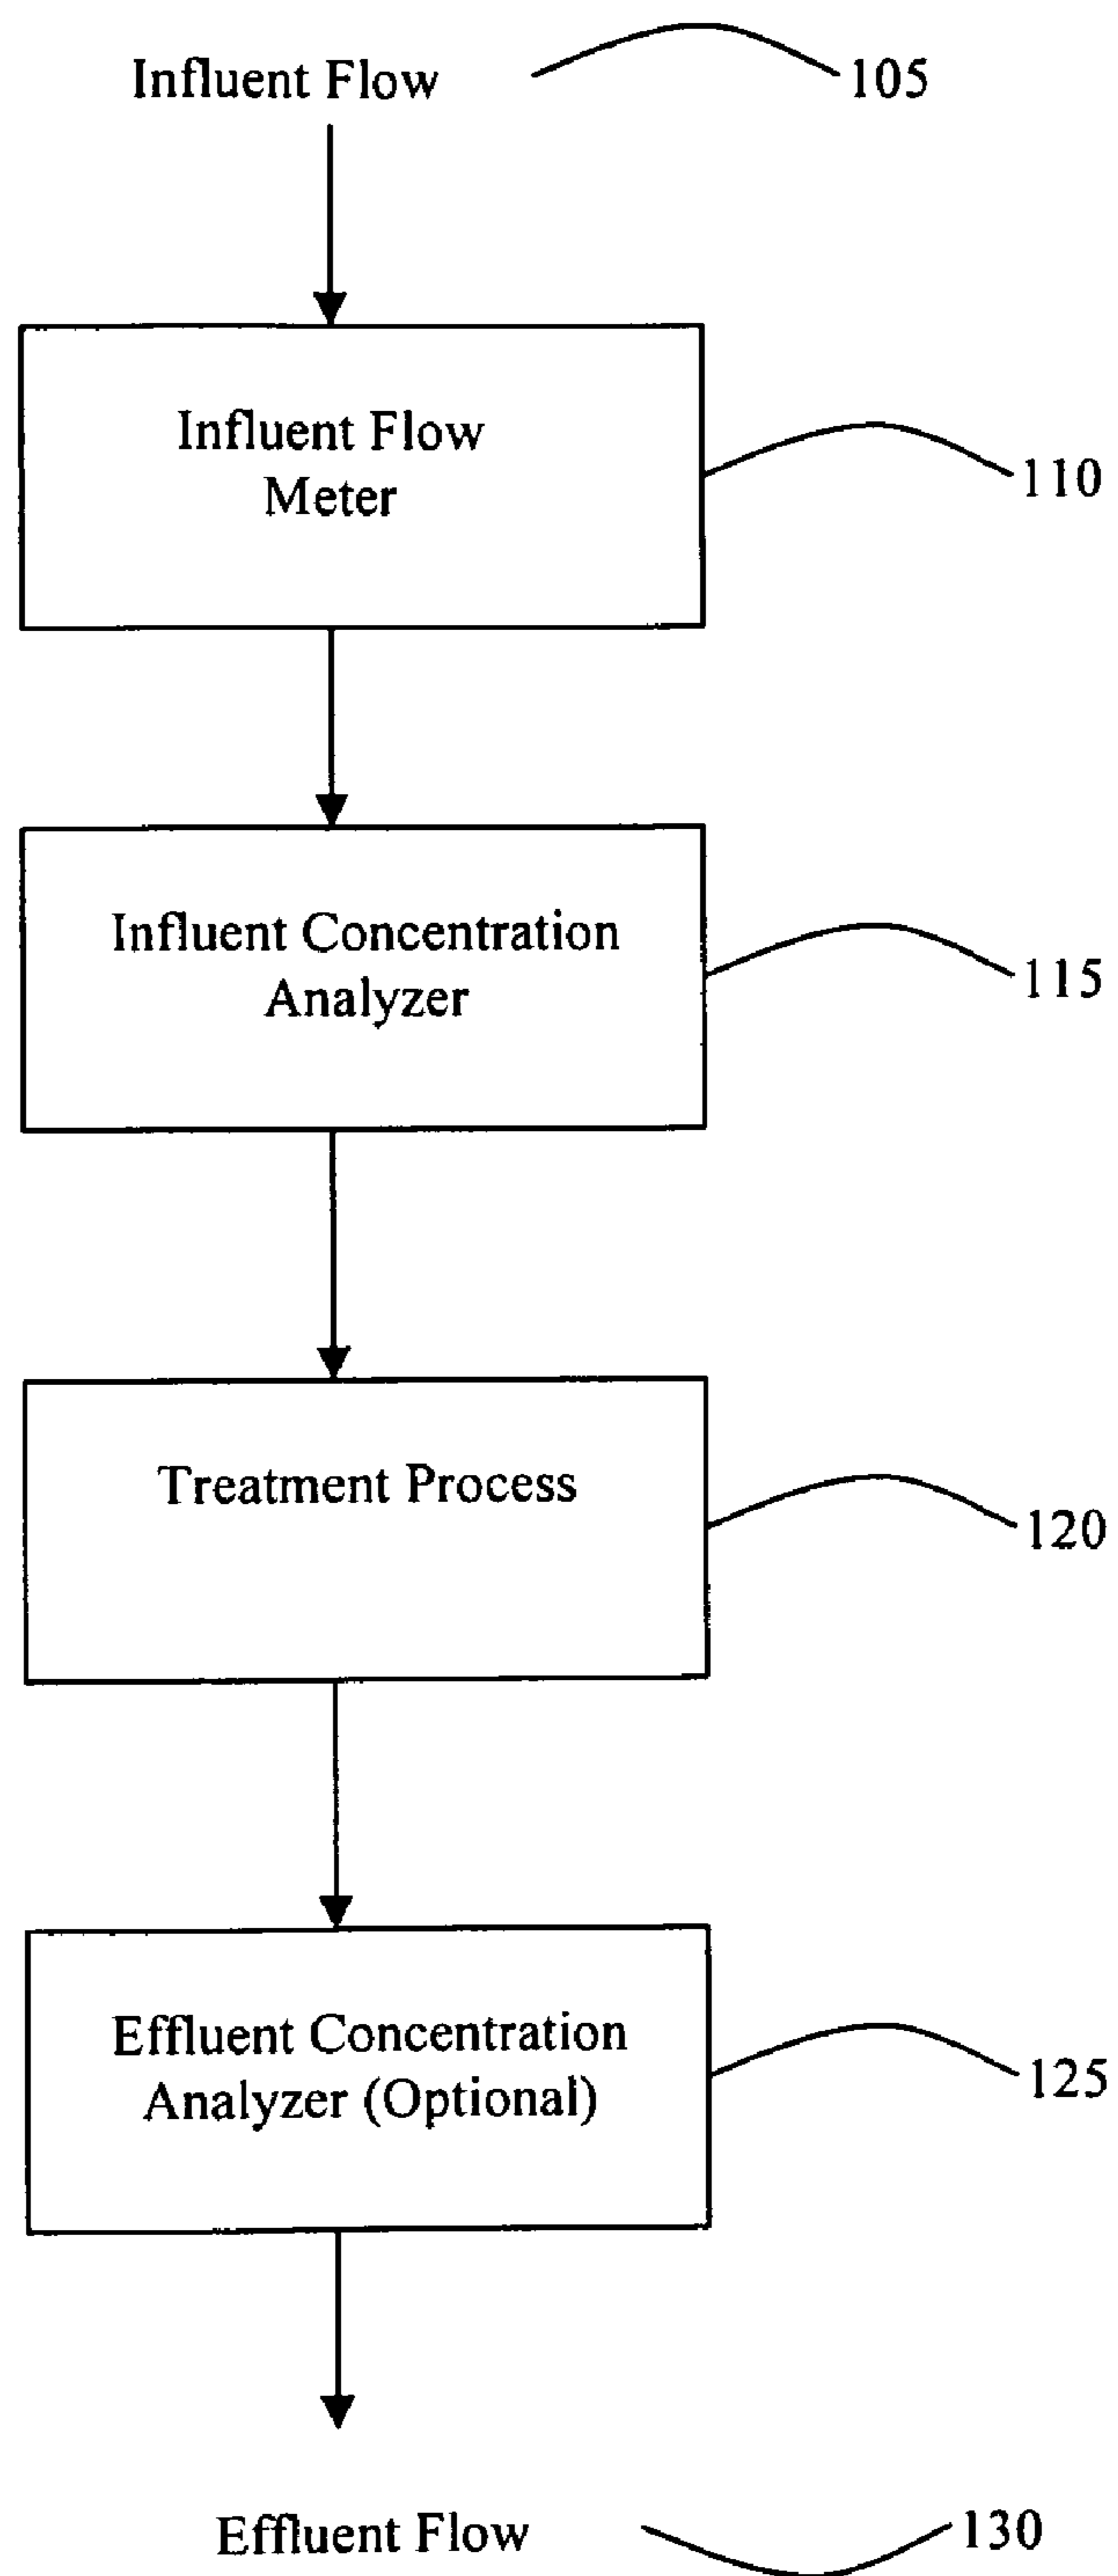 Influent Flow 105
Influent Flow
Meter
110
Influent Concentration
Analyzer
115
Treatment Process
120
Effluent Concentration
Analyzer (Optional)
125
Effluent Flow 130